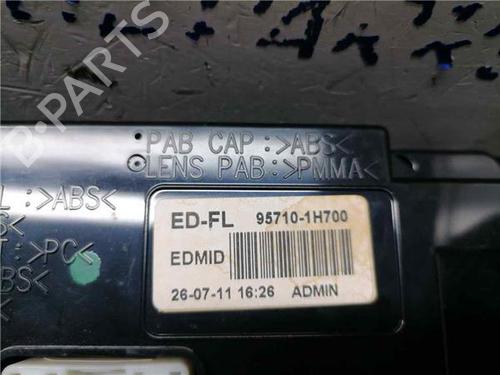 B-PARTS
PAB CAP:>ABS<
LENS PAB:>PMMA<
L:>ABS<
S<
T:>PC<
BS<
ED-FL 95710-1H700
EDMID
26-07-11 16:26 ADMIN